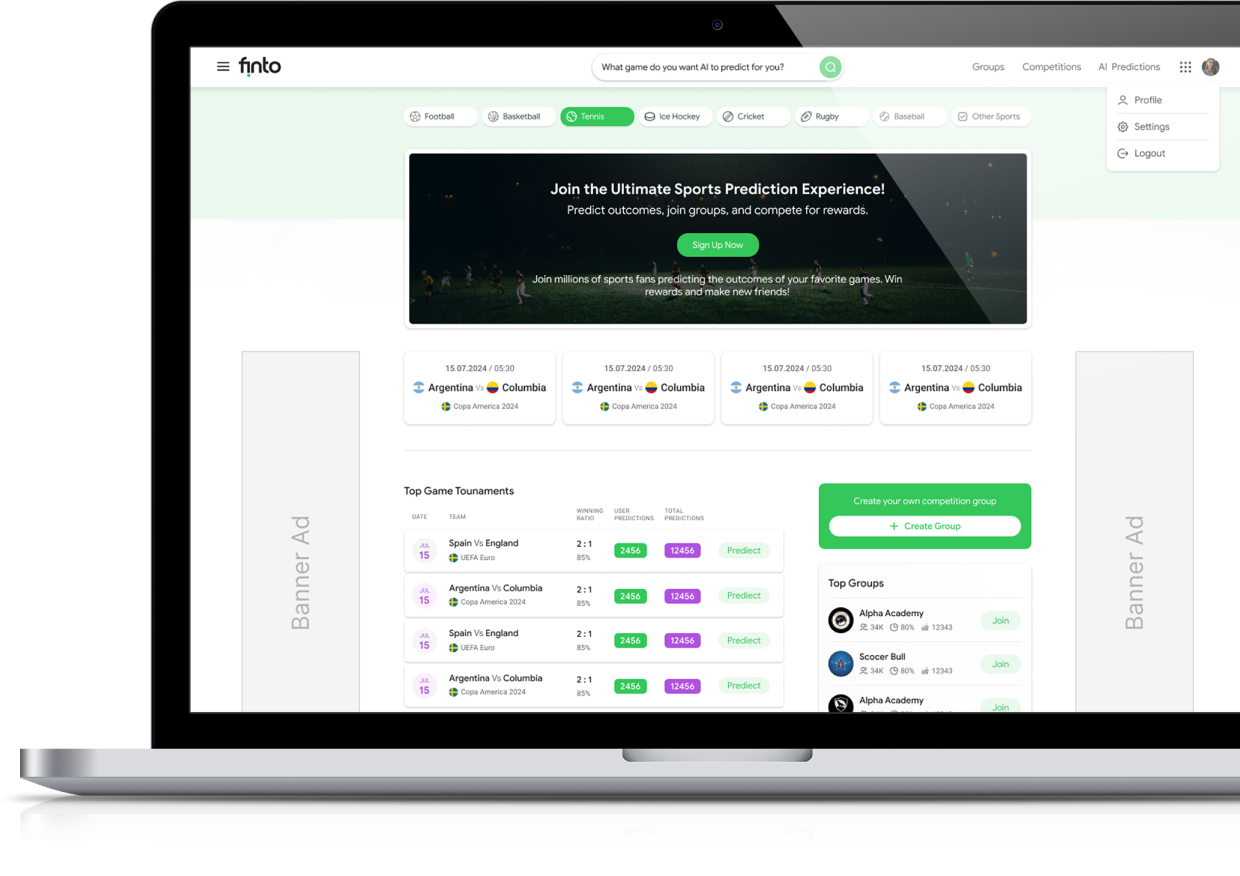 finto
What game do you want AI to predict for you?
Groups
Competitions
AI Predictions
Profile
Settings
Logout
Football
Basketball
Tennis
Ice Hockey
Cricket
Rugby
Baseball
Other Sports
Join the Ultimate Sports Prediction Experience!
Predict outcomes, join groups, and compete for rewards.
Sign Up Now
Join millions of sports fans predicting the outcomes of your favorite games. Win
rewards and make new friends!
15.07.2024 / 05:30
Argentina Vs Columbia
Copa America 2024
15.07.2024 / 05:30
Argentina Vs Columbia
Copa America 2024
15.07.2024 / 05:30
Argentina Vs Columbia
Copa America 2024
15.07.2024 / 05:30
Argentina Vs Columbia
Copa America 2024
Banner Ad
Top Game Tounaments
DATE
TEAM
WINNING
RATIO
USER
PREDICTIONS
TOTAL
PREDICTIONS
JUL
15
Spain Vs England
UEFA Euro
2 : 1
85%
2456
12456
Prediect
JUL
15
Argentina Vs Columbia
Copa America 2024
2 : 1
85%
2456
12456
Prediect
JUL
15
Spain Vs England
UEFA Euro
2 : 1
85%
2456
12456
Prediect
JUL
15
Argentina Vs Columbia
Copa America 2024
2 : 1
85%
2456
12456
Prediect
Create your own competition group
+ Create Group
Top Groups
Alpha Academy
34K 80% 12343
Join
Scocer Bull
34K 80% 12343
Join
Alpha Academy
Join
Banner Ad